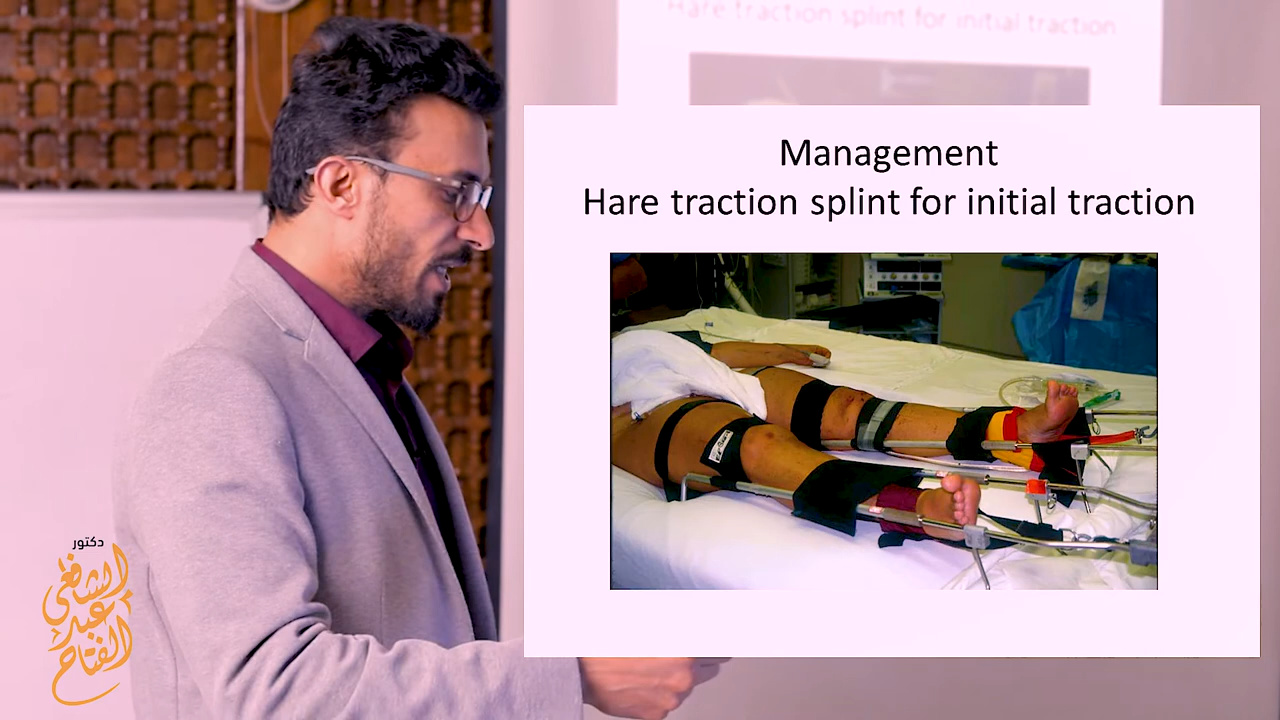 Hare traction splint for initial traction
Management
Hare traction splint for initial traction
دكتور
الشافعي
عبد
الفتاح